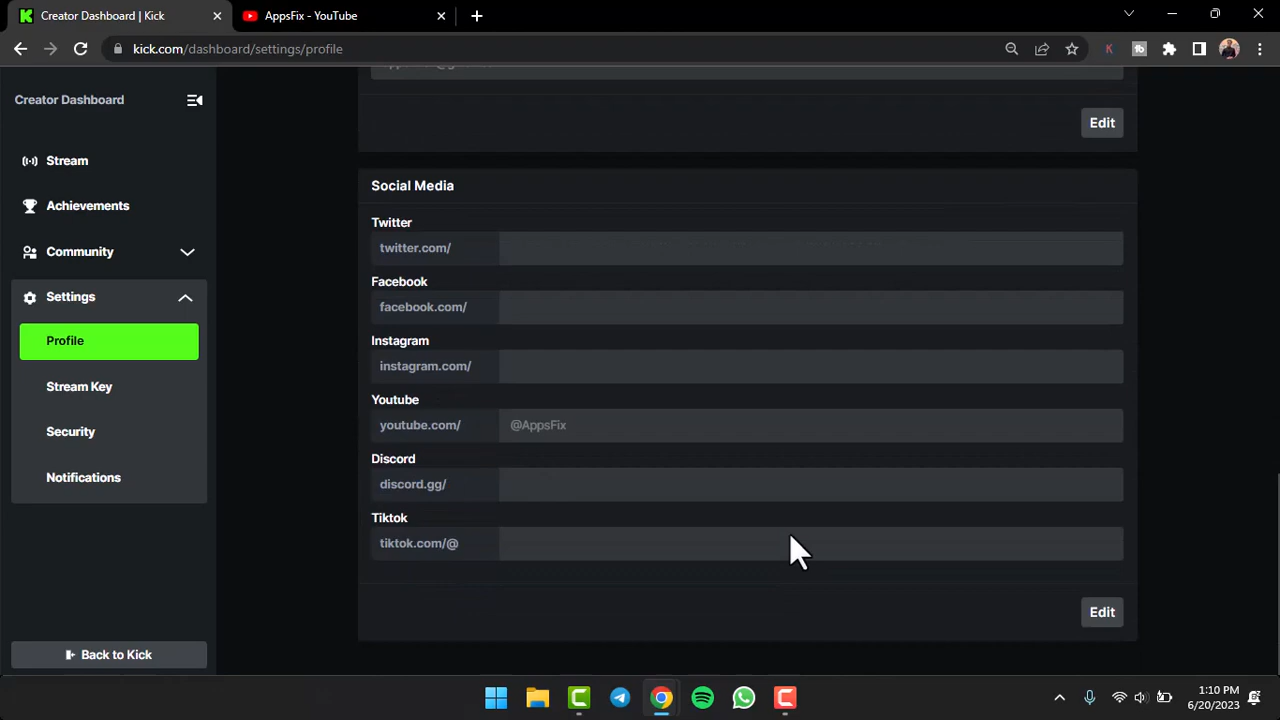 Creator Dashboard | Kick
AppsFix - YouTube
kick.com/dashboard/settings/profile
Creator Dashboard
Edit
Stream
Social Media
Achievements
Twitter
twitter.com/
Community
Facebook
facebook.com/
Settings
Instagram
instagram.com/
Profile
Stream Key
Youtube
youtube.com/ @AppsFix
Security
Discord
discord.gg/
Notifications
Tiktok
tiktok.com/@
Edit
Back to Kick
1:10 PM
6/20/2023